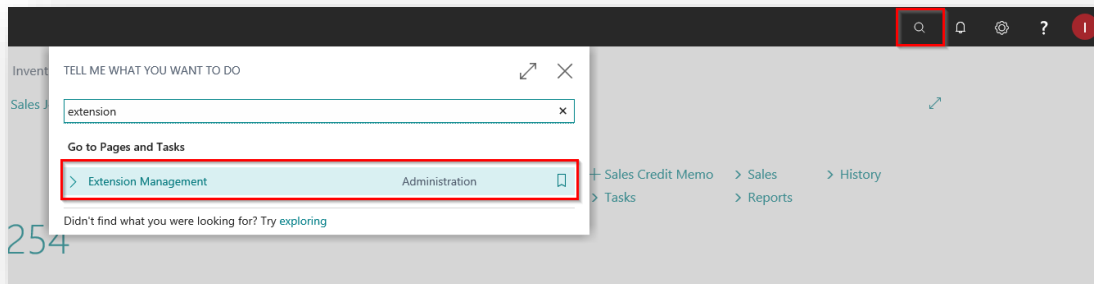 ?
I
Invent
TELL ME WHAT YOU WANT TO DO
Sales J
extension
Go to Pages and Tasks
Extension Management Administration
Didn't find what you were looking for? Try exploring
+ Sales Credit Memo > Sales > History
> Tasks > Reports
254